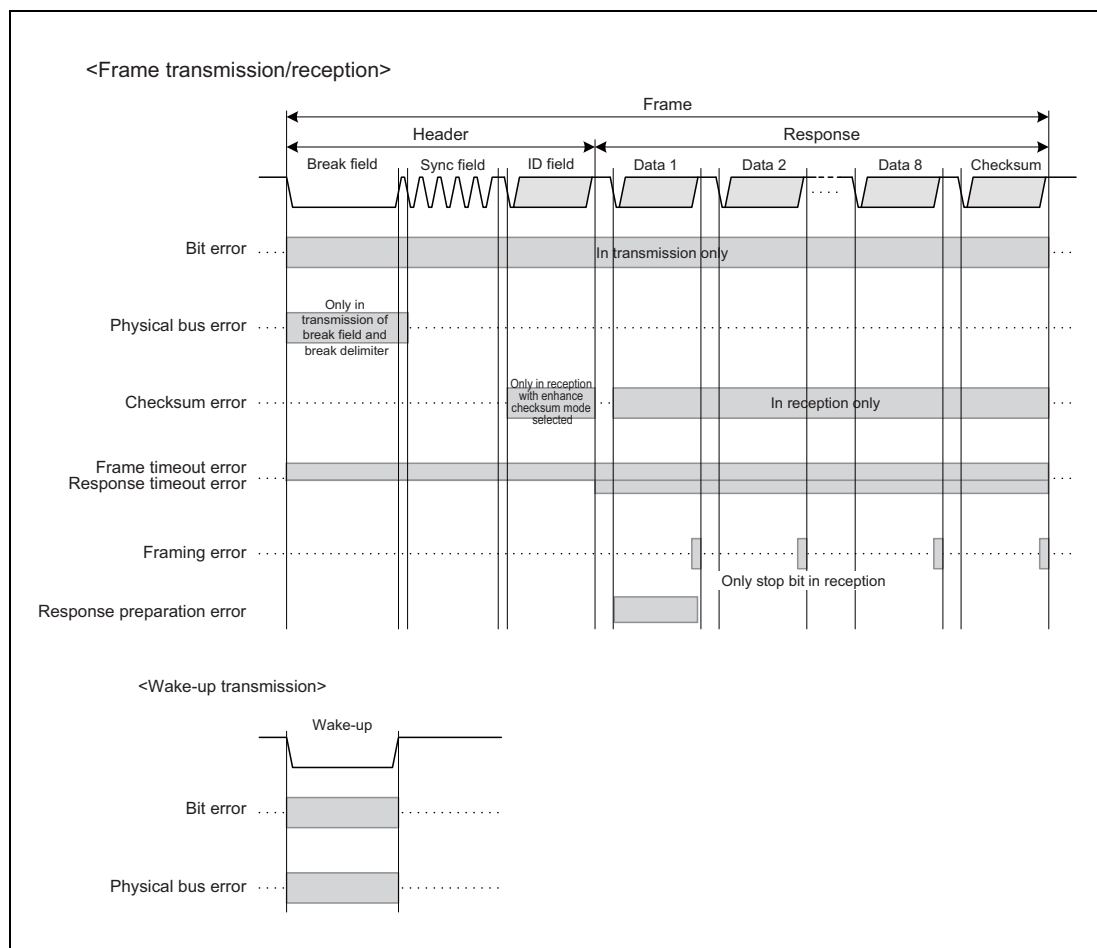 <Frame transmission/reception>
Frame
Header
Response
Break field
Sync field
ID field
Data 1
Data 2
Data 8
Checksum
Bit error
In transmission only
Physical bus error
Only in
transmission of
break field and
break delimiter
Checksum error
Only in reception
with enhance
checksum mode
selected
In reception only
Frame timeout error
Response timeout error
Framing error
Only stop bit in reception
Response preparation error
<Wake-up transmission>
Wake-up
Bit error
Physical bus error